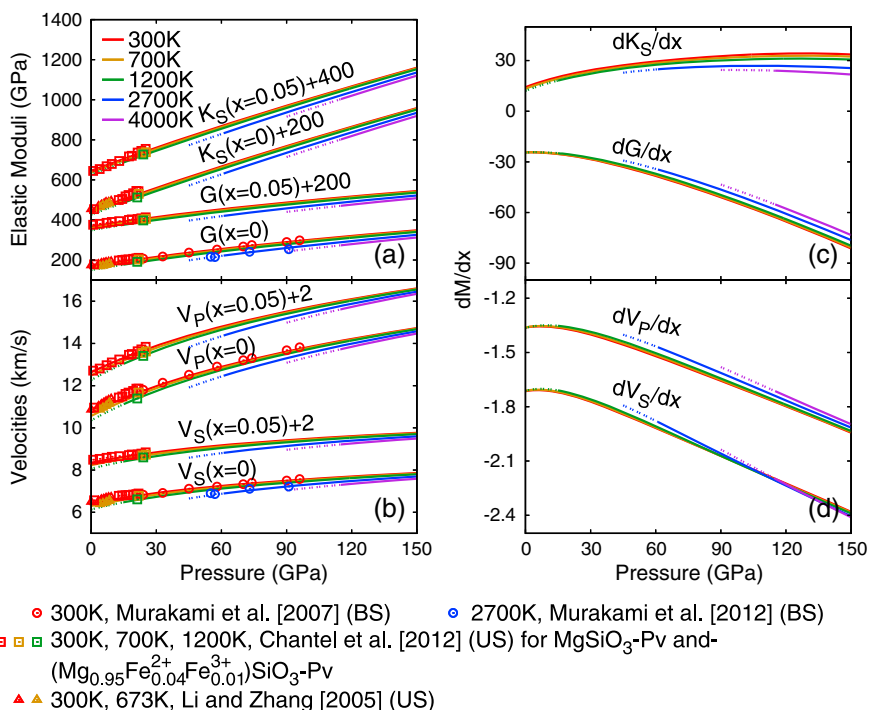 1400
1200
1000
800
600
400
200
Elastic Moduli (GPa)
300K
700K
1200K
2700K
4000K
K_S(x=0.05)+400
K_S(x=0)+200
G(x=0.05)+200
G(x=0)
(a)
16
14
12
10
8
6
Velocities (km/s)
V_P(x=0.05)+2
V_P(x=0)
V_S(x=0.05)+2
V_S(x=0)
(b)
0 30 60 90 120 150
Pressure (GPa)
30
0
-30
-60
-90
dK_S/dx
dG/dx
(c)
dM/dx
-1.2
-1.5
-1.8
-2.1
-2.4
dV_P/dx
dV_S/dx
(d)
0 30 60 90 120 150
Pressure (GPa)
300K, Murakami et al. [2007] (BS)
2700K, Murakami et al. [2012] (BS)
300K, 700K, 1200K, Chantel et al. [2012] (US) for MgSiO₃-Pv and-
(Mg₀.₉₅Fe²⁺₀.₀₄Fe³⁺₀.₀₁)SiO₃-Pv
300K, 673K, Li and Zhang [2005] (US)